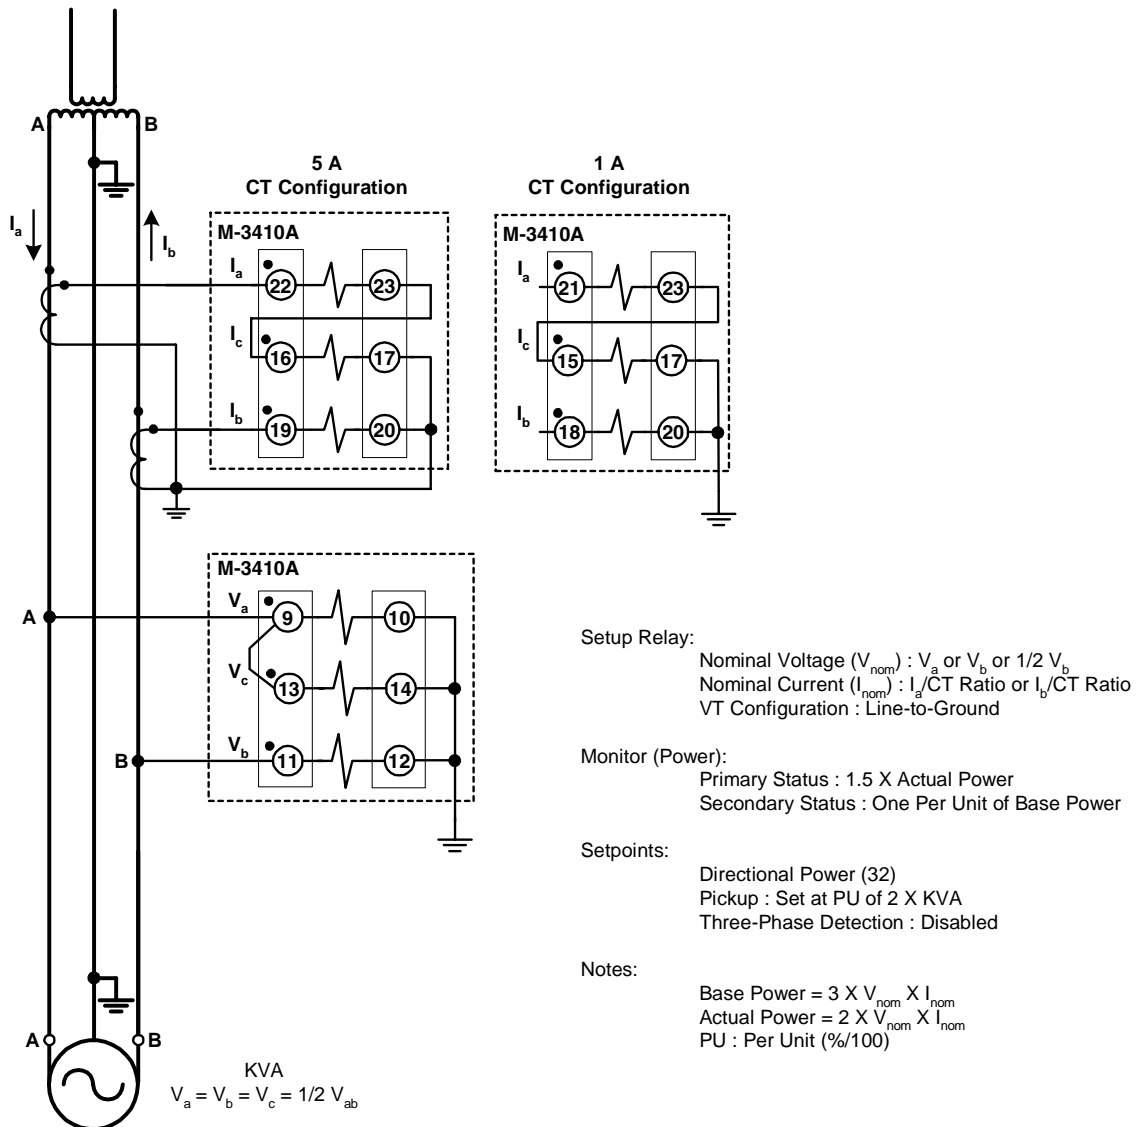 A
B
5 A
CT Configuration
1 A
CT Configuration
Ia
Ib
M-3410A
Ia
22
23
Ic
16
17
Ib
19
20
M-3410A
Ia
21
23
Ic
15
17
Ib
18
20
M-3410A
A
Va
9
10
Vc
13
14
B
Vb
11
12
Setup Relay:
Nominal Voltage (Vnom) : Va or Vb or 1/2 Vb
Nominal Current (Inom) : Ia/CT Ratio or Ib/CT Ratio
VT Configuration : Line-to-Ground
Monitor (Power):
Primary Status : 1.5 X Actual Power
Secondary Status : One Per Unit of Base Power
Setpoints:
Directional Power (32)
Pickup : Set at PU of 2 X KVA
Three-Phase Detection : Disabled
Notes:
Base Power = 3 X Vnom X Inom
Actual Power = 2 X Vnom X Inom
PU : Per Unit (%/100)
A
B
KVA
Va = Vb = Vc = 1/2 Vab